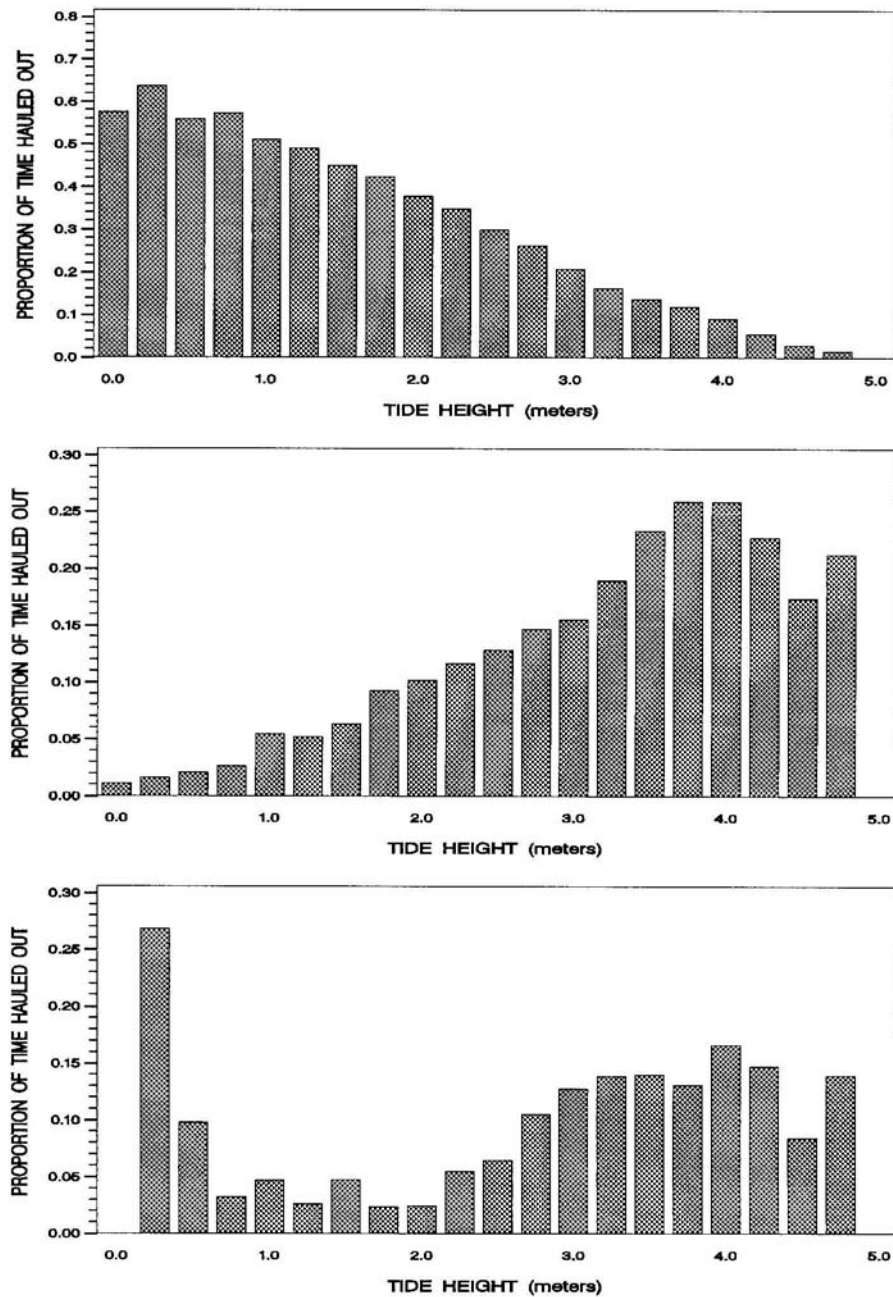 PROPORTION OF TIME HAULED OUT
0.8
0.7
0.6
0.5
0.4
0.3
0.2
0.1
0.0
0.0 1.0 2.0 3.0 4.0 5.0
TIDE HEIGHT (meters)
PROPORTION OF TIME HAULED OUT
0.30
0.25
0.20
0.15
0.10
0.05
0.00
0.0 1.0 2.0 3.0 4.0 5.0
TIDE HEIGHT (meters)
PROPORTION OF TIME HAULED OUT
0.30
0.25
0.20
0.15
0.10
0.05
0.00
0.0 1.0 2.0 3.0 4.0 5.0
TIDE HEIGHT (meters)